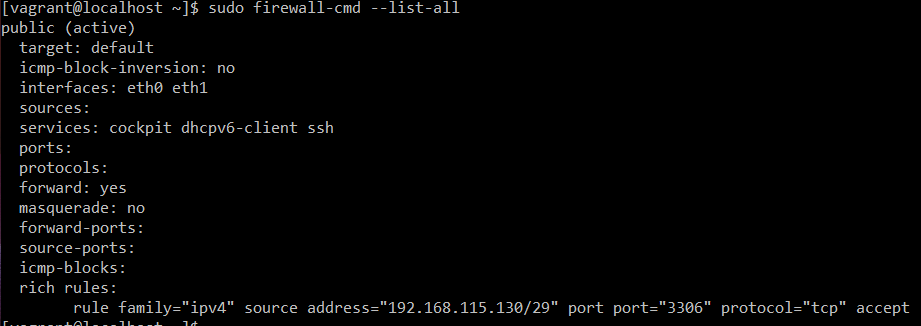 [vagrant@localhost ~]$ sudo firewall-cmd --list-all
public (active)
  target: default
  icmp-block-inversion: no
  interfaces: eth0 eth1
  sources:
  services: cockpit dhcpv6-client ssh
  ports:
  protocols:
  forward: yes
  masquerade: no
  forward-ports:
  source-ports:
  icmp-blocks:
  rich rules:
        rule family="ipv4" source address="192.168.115.130/29" port port="3306" protocol="tcp" accept
[vagrant@localhost ~]$